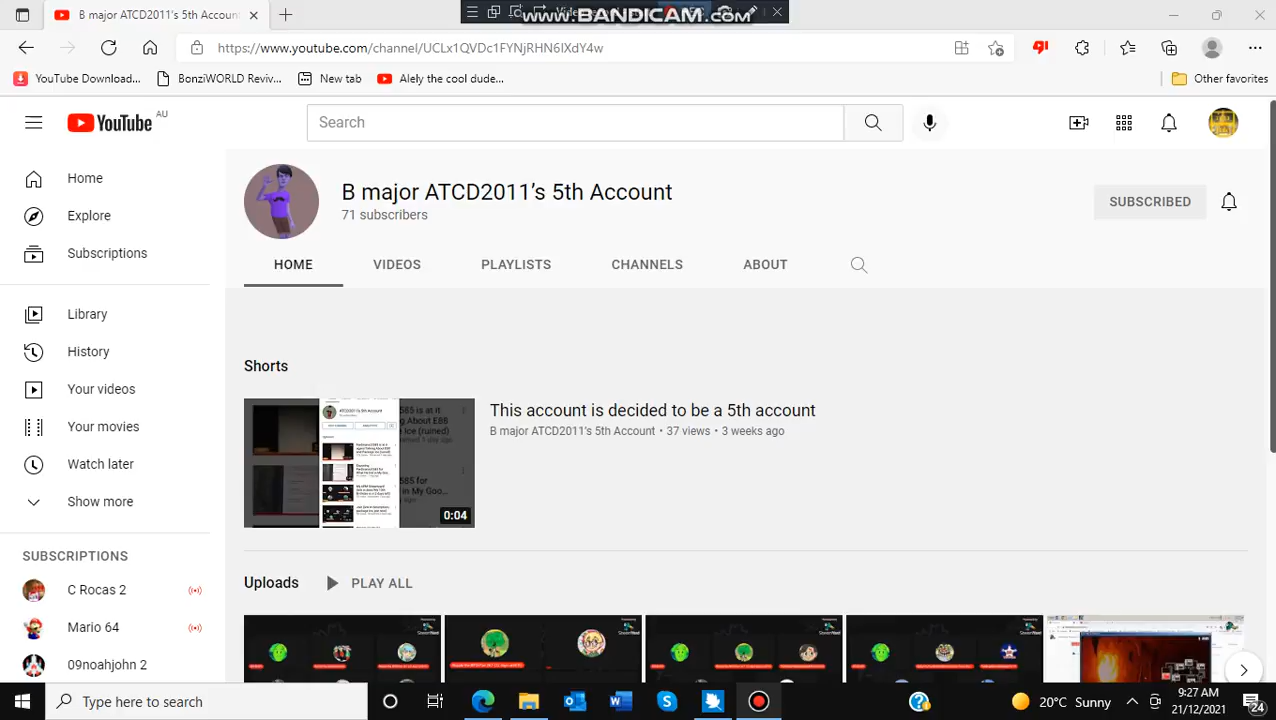 B major ATCD2011's 5th Account
www.BANDICAM.com
https://www.youtube.com/channel/UCLx1QVDc1FYNjRHN6IXdY4w
YouTube Download...
BonziWORLD Reviv...
New tab
Alely the cool dude...
Other favorites
YouTube AU
Search
Home
Explore
Subscriptions
Library
History
Your videos
Your movies
Watch later
Show more
SUBSCRIPTIONS
C Rocas 2
Mario 64
09noahjohn 2
B major ATCD2011's 5th Account
71 subscribers
SUBSCRIBED
HOME
VIDEOS
PLAYLISTS
CHANNELS
ABOUT
Shorts
0:04
This account is decided to be a 5th account
B major ATCD2011's 5th Account • 37 views • 3 weeks ago
Uploads
PLAY ALL
Type here to search
20°C Sunny
9:27 AM
21/12/2021
24